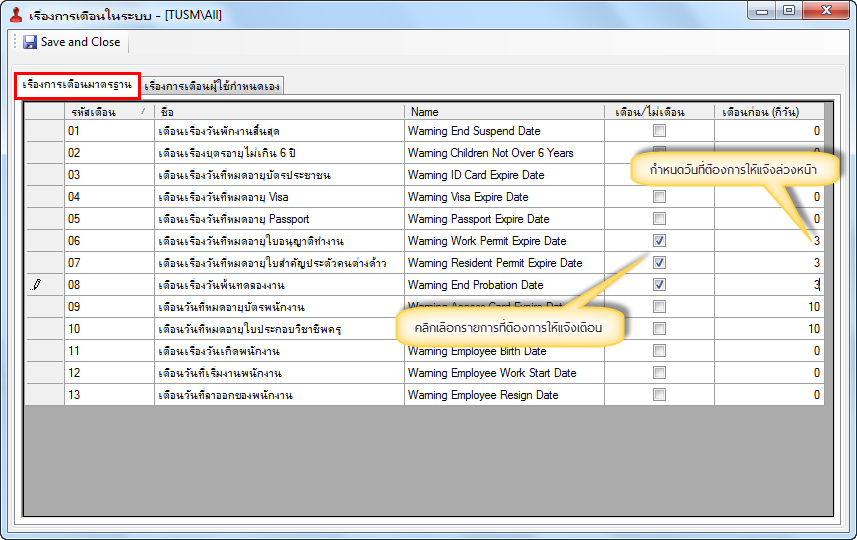 เรื่องการเตือนในระบบ - [TUSM\All]
Save and Close
เรื่องการเตือนมาตรฐาน เรื่องการเตือนผู้ใช้กำหนดเอง
รหัสเตือน ชื่อ Name เตือน/ไม่เตือน เตือนก่อน (กี่วัน)
01 เตือนเรื่องวันพักงานสิ้นสุด Warning End Suspend Date 0
02 เตือนเรื่องบุตรอายุไม่เกิน 6 ปี Warning Children Not Over 6 Years
03 เตือนเรื่องวันที่หมดอายุบัตรประชาชน Warning ID Card Expire Date
กำหนดวันที่ต้องการให้แจ้งล่วงหน้า
04 เตือนเรื่องวันที่หมดอายุ Visa Warning Visa Expire Date 0
05 เตือนเรื่องวันที่หมดอายุ Passport Warning Passport Expire Date 0
06 เตือนเรื่องวันที่หมดอายุใบอนุญาติทำงาน Warning Work Permit Expire Date 3
07 เตือนเรื่องวันที่หมดอายุใบสำคัญประตัวคนต่างด้าว Warning Resident Permit Expire Date 3
08 เตือนเรื่องวันพ้นทดลองงาน Warning End Probation Date 3
09 เตือนวันที่หมดอายุบัตรพนักงาน Warning Access Card Expire Date 10
10 เตือนวันที่หมดอายุใบประกอบวิชาชีพครู 10
คลิกเลือกรายการที่ต้องการให้แจ้งเตือน
11 เตือนเรื่องวันเกิดพนักงาน Warning Employee Birth Date 0
12 เตือนวันที่เริ่มงานพนักงาน Warning Employee Work Start Date 0
13 เตือนวันที่ลาออกของพนักงาน Warning Employee Resign Date 0